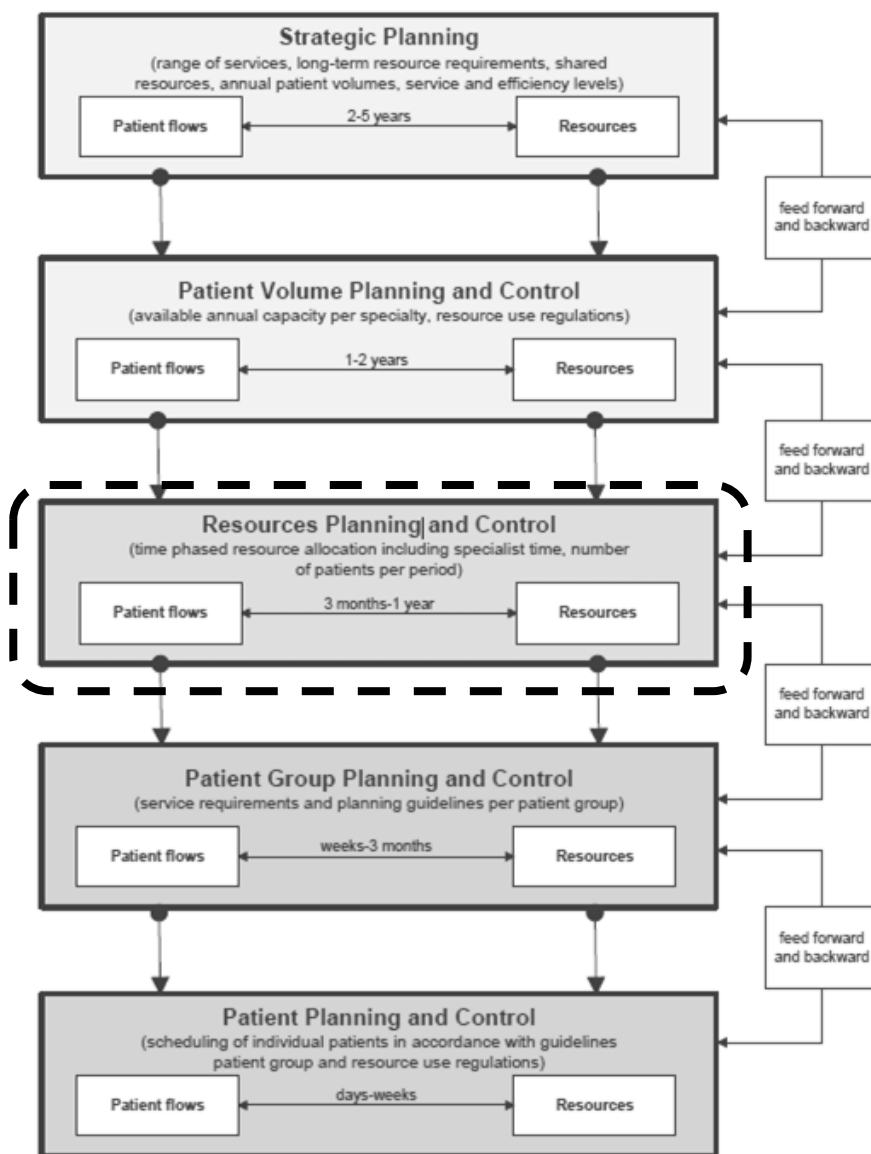 Strategic Planning
(range of services, long-term resource requirements, shared
resources, annual patient volumes, service and efficiency levels)
2-5 years
Patient flows
Resources
feed forward
and backward
Patient Volume Planning and Control
(available annual capacity per specialty, resource use regulations)
1-2 years
Patient flows
Resources
feed forward
and backward
Resources Planning and Control
(time phased resource allocation including specialist time, number
of patients per period)
3 months-1 year
Patient flows
Resources
feed forward
and backward
Patient Group Planning and Control
(service requirements and planning guidelines per patient group)
weeks-3 months
Patient flows
Resources
feed forward
and backward
Patient Planning and Control
(scheduling of individual patients in accordance with guidelines
patient group and resource use regulations)
days-weeks
Patient flows
Resources